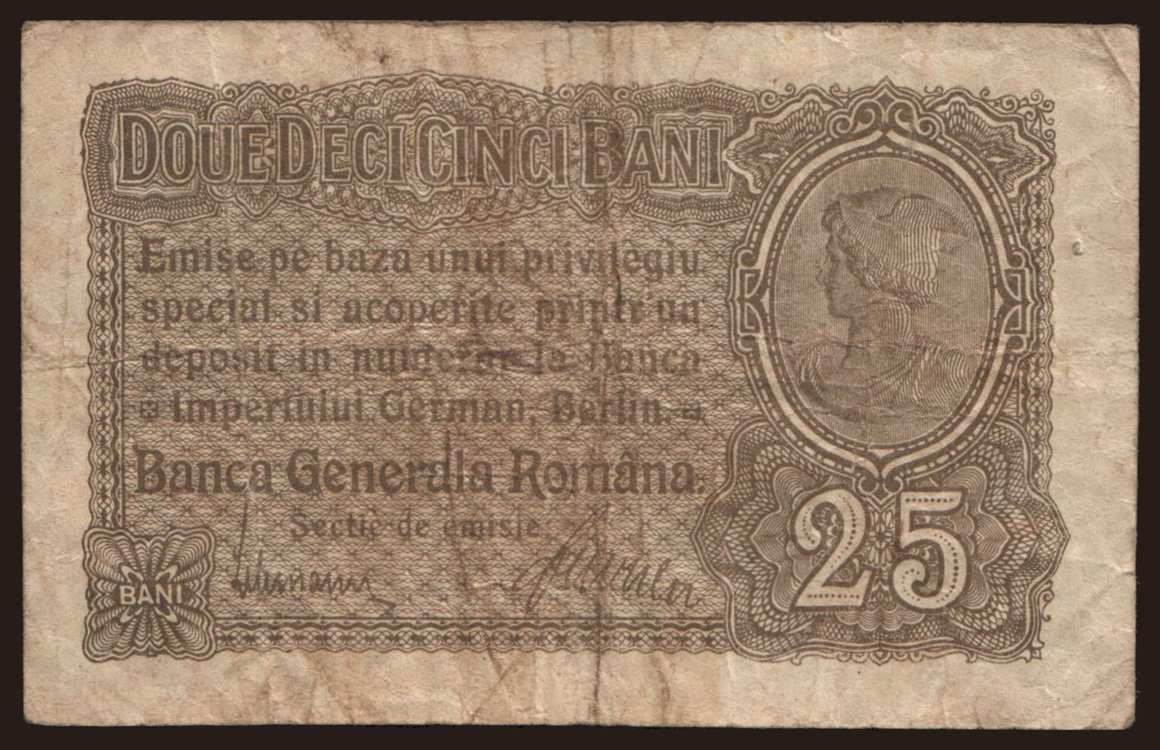 DOUE DECI CINCI BANI
Emise pe baza unui privilegiu
special si acoperite printr'un
deposit in numerar la Banca
a Imperiului German, Berlin.
Banca Generala Româna.
Sectie de emisie
BANI
25